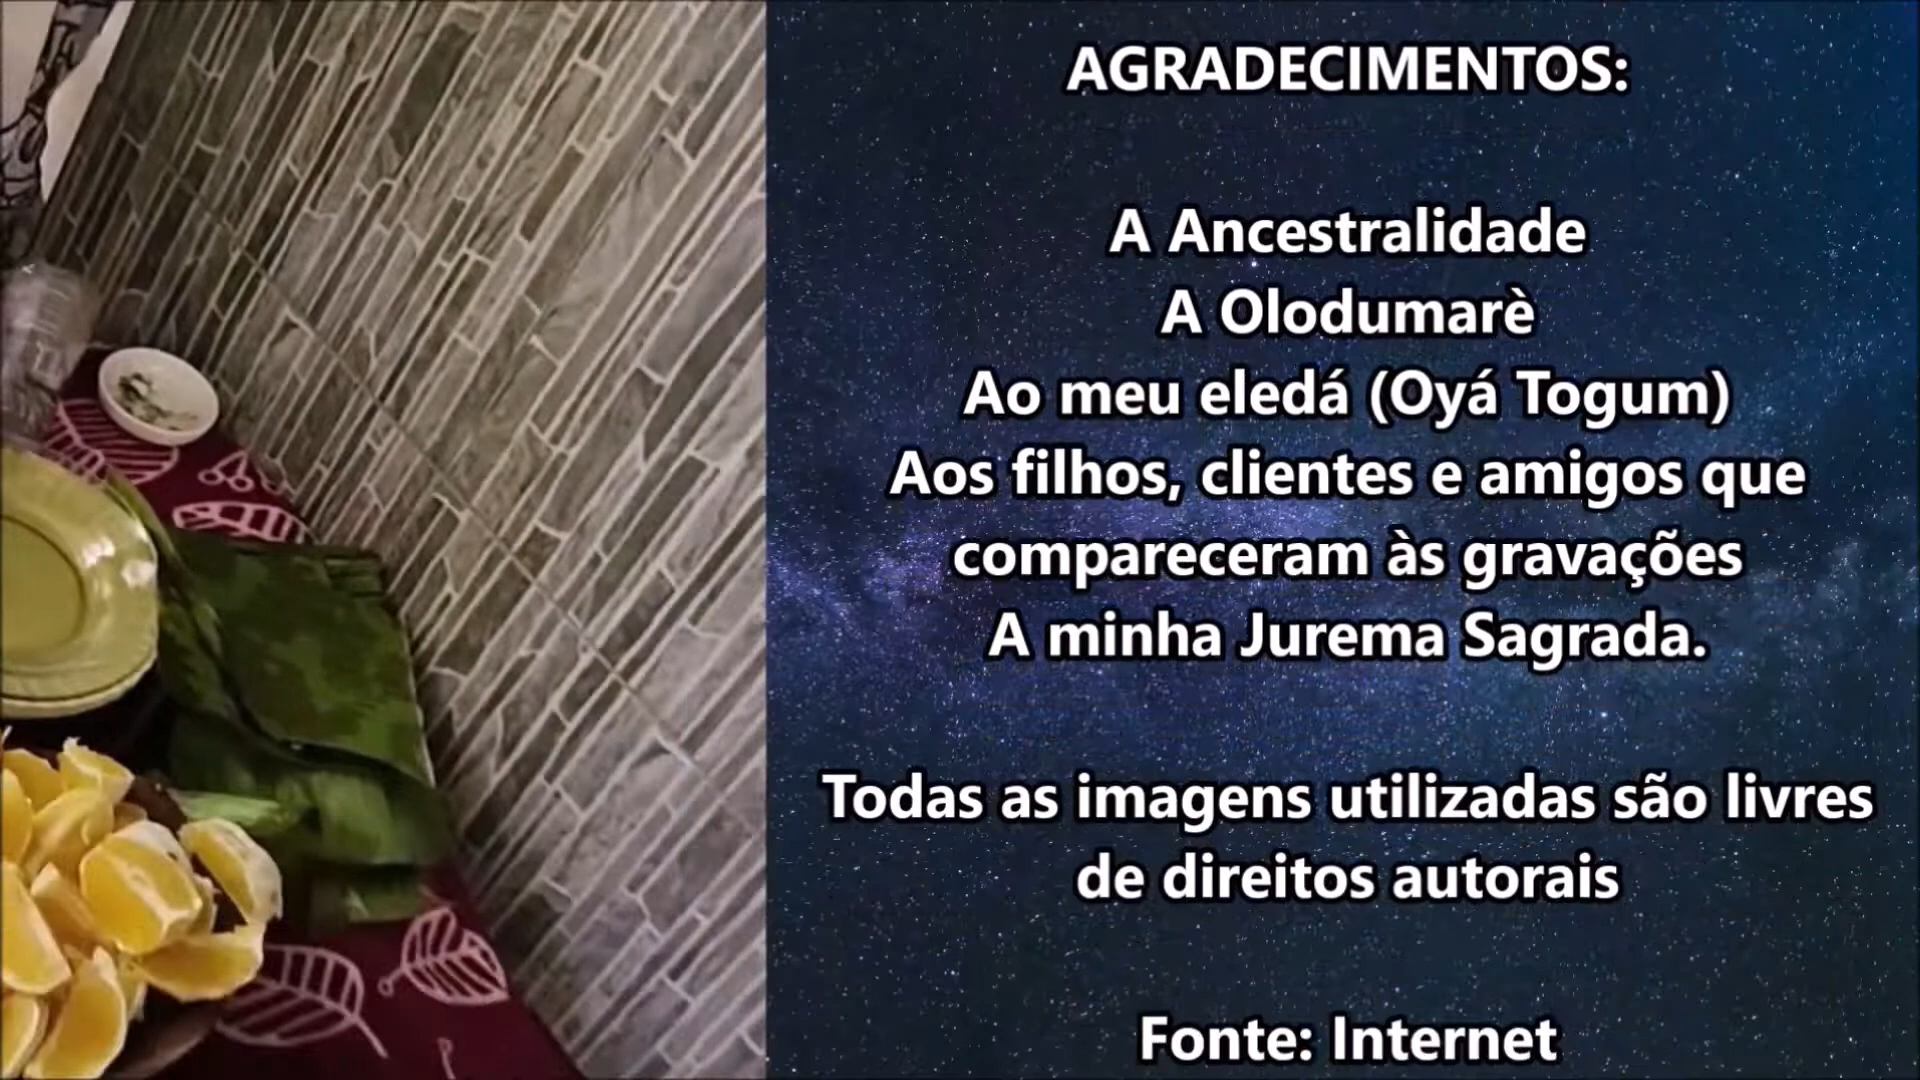 AGRADECIMENTOS:
A Ancestralidade
A Olodumarè
Ao meu eledá (Oyá Togum)
Aos filhos, clientes e amigos que
compareceram às gravações
A minha Jurema Sagrada.
Todas as imagens utilizadas são livres
de direitos autorais
Fonte: Internet